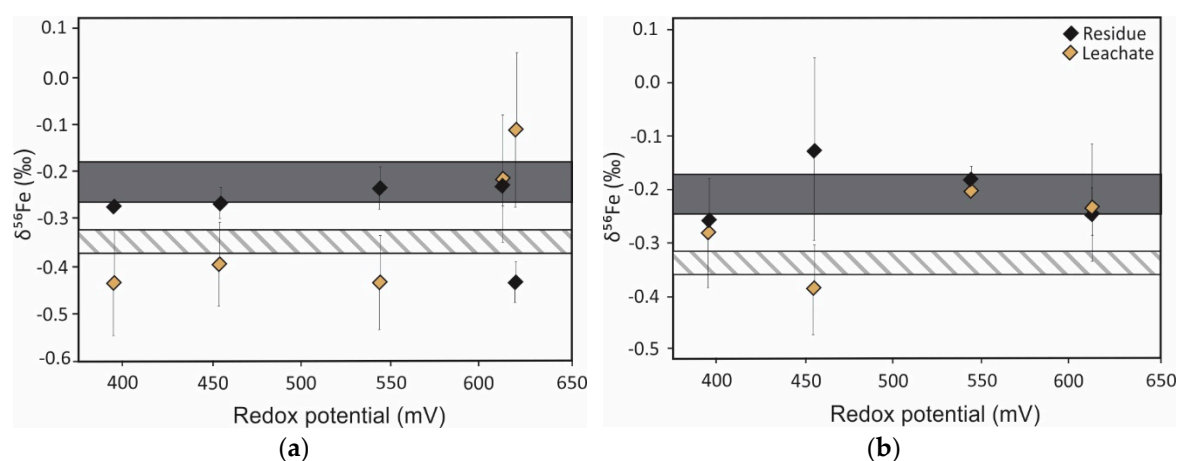 0.1
0.0
-0.1
-0.2
-0.3
-0.4
-0.5
-0.6
δ⁵⁶Fe (‰)
400 450 500 550 600 650
Redox potential (mV)
(a)
0.1
0.0
-0.1
-0.2
-0.3
-0.4
-0.5
δ⁵⁶Fe (‰)
Residue
Leachate
400 450 500 550 600 650
Redox potential (mV)
(b)